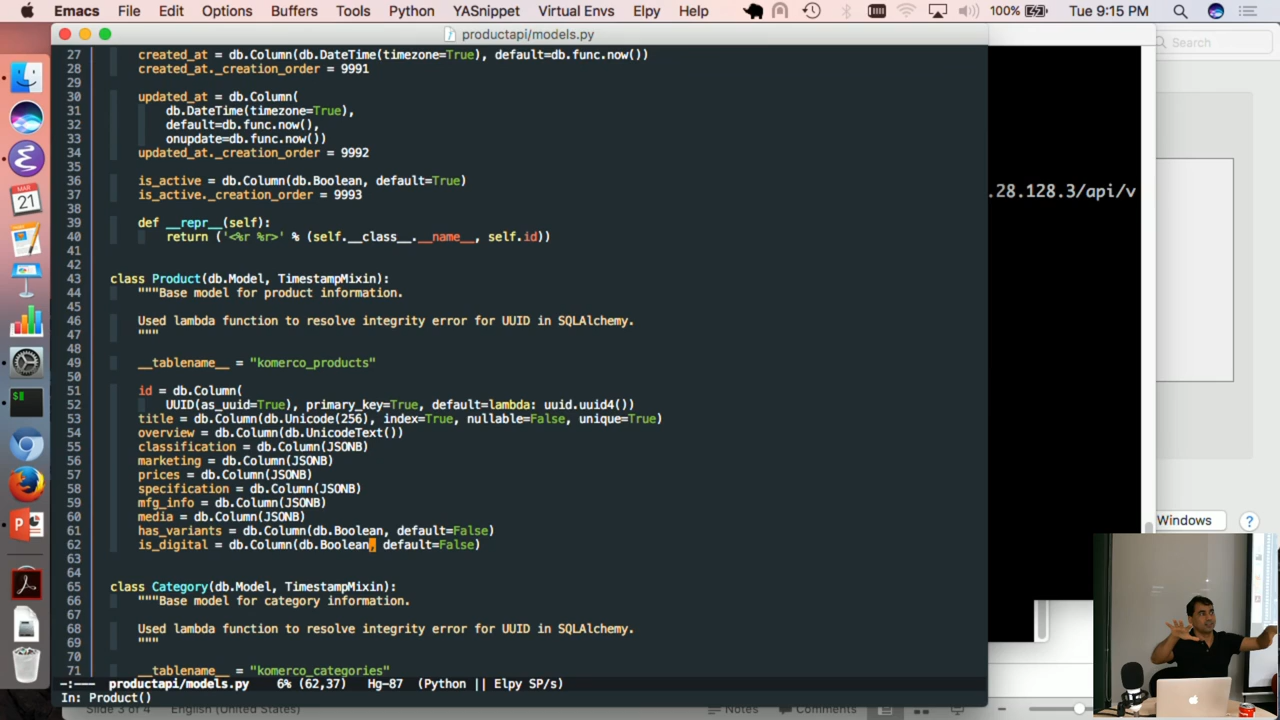 Emacs File Edit Options Buffers Tools Python YASnippet Virtual Envs Elpy Help 100% Tue 9:15 PM
productapi/models.py
Search
27 created_at = db.Column(db.DateTime(timezone=True), default=db.func.now())
28 created_at._creation_order = 9991
29
30 updated_at = db.Column(
31 db.DateTime(timezone=True),
32 default=db.func.now(),
33 onupdate=db.func.now())
34 updated_at._creation_order = 9992
35
36 is_active = db.Column(db.Boolean, default=True)
37 is_active._creation_order = 9993
38
39 def __repr__(self):
40 return ('<%r %r>' % (self.__class__.__name__, self.id))
41
42
43 class Product(db.Model, TimestampMixin):
44 """Base model for product information.
45
46 Used lambda function to resolve integrity error for UUID in SQLAlchemy.
47 """
48
49 __tablename__ = "komerco_products"
50
51 id = db.Column(
52 UUID(as_uuid=True), primary_key=True, default=lambda: uuid.uuid4())
53 title = db.Column(db.Unicode(256), index=True, nullable=False, unique=True)
54 overview = db.Column(db.UnicodeText())
55 classification = db.Column(JSONB)
56 marketing = db.Column(JSONB)
57 prices = db.Column(JSONB)
58 specification = db.Column(JSONB)
59 mfg_info = db.Column(JSONB)
60 media = db.Column(JSONB)
61 has_variants = db.Column(db.Boolean, default=False)
62 is_digital = db.Column(db.Boolean, default=False)
63
64
65 class Category(db.Model, TimestampMixin):
66 """Base model for category information.
67
68 Used lambda function to resolve integrity error for UUID in SQLAlchemy.
69 """
70
71 __tablename__ = "komerco_categories"
-:--- productapi/models.py 6% (62,37) Hg-87 (Python || Elpy SP/s)
In: Product()
.28.128.3/api/v
Windows
?
MAR
21
$
P
Slide 3 of 4 English (United States) Notes Comments